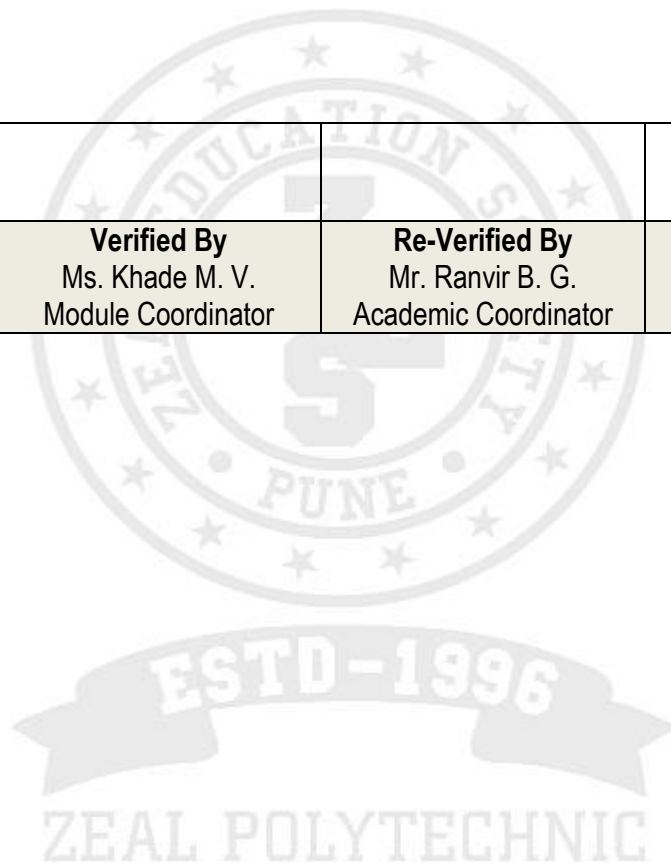 ZEAL EDUCATION SOCIETY
Verified By
Ms. Khade M. V.
Module Coordinator
Re-Verified By
Mr. Ranvir B. G.
Academic Coordinator
ZS
PUNE
ESTD-1996
ZEAL POLYTECHNIC